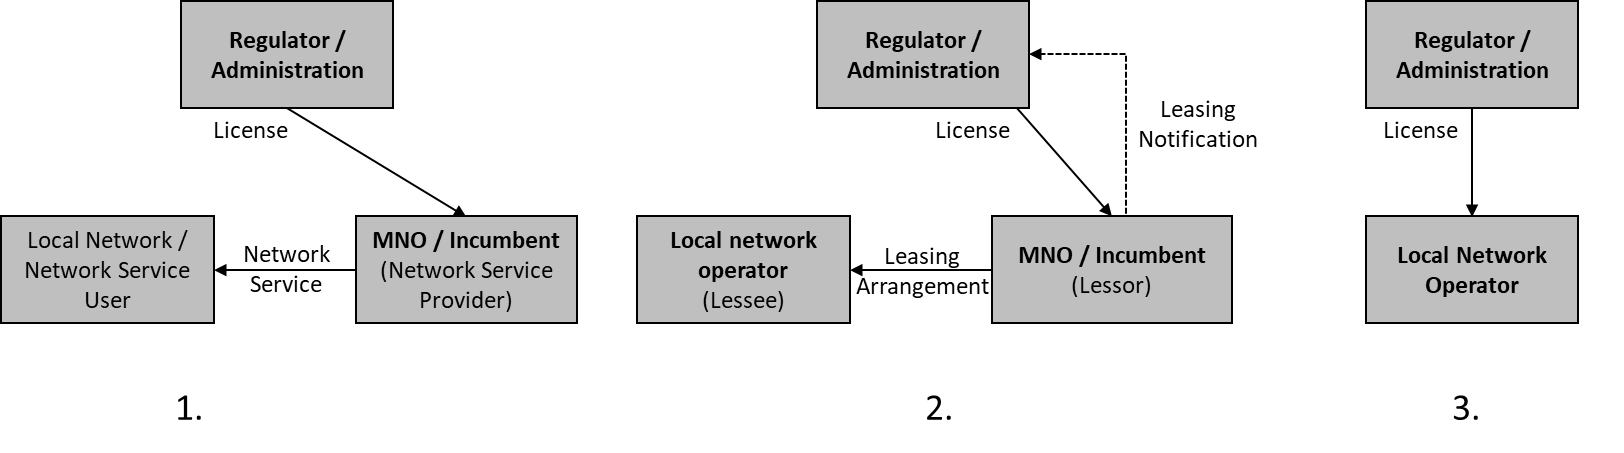 Regulator /
Administration
License
Local Network /
Network Service
User
Network
Service
MNO / Incumbent
(Network Service
Provider)
1.
Regulator /
Administration
License
Leasing
Notification
Local network
operator
(Lessee)
Leasing
Arrangement
MNO / Incumbent
(Lessor)
2.
Regulator /
Administration
License
Local Network
Operator
3.